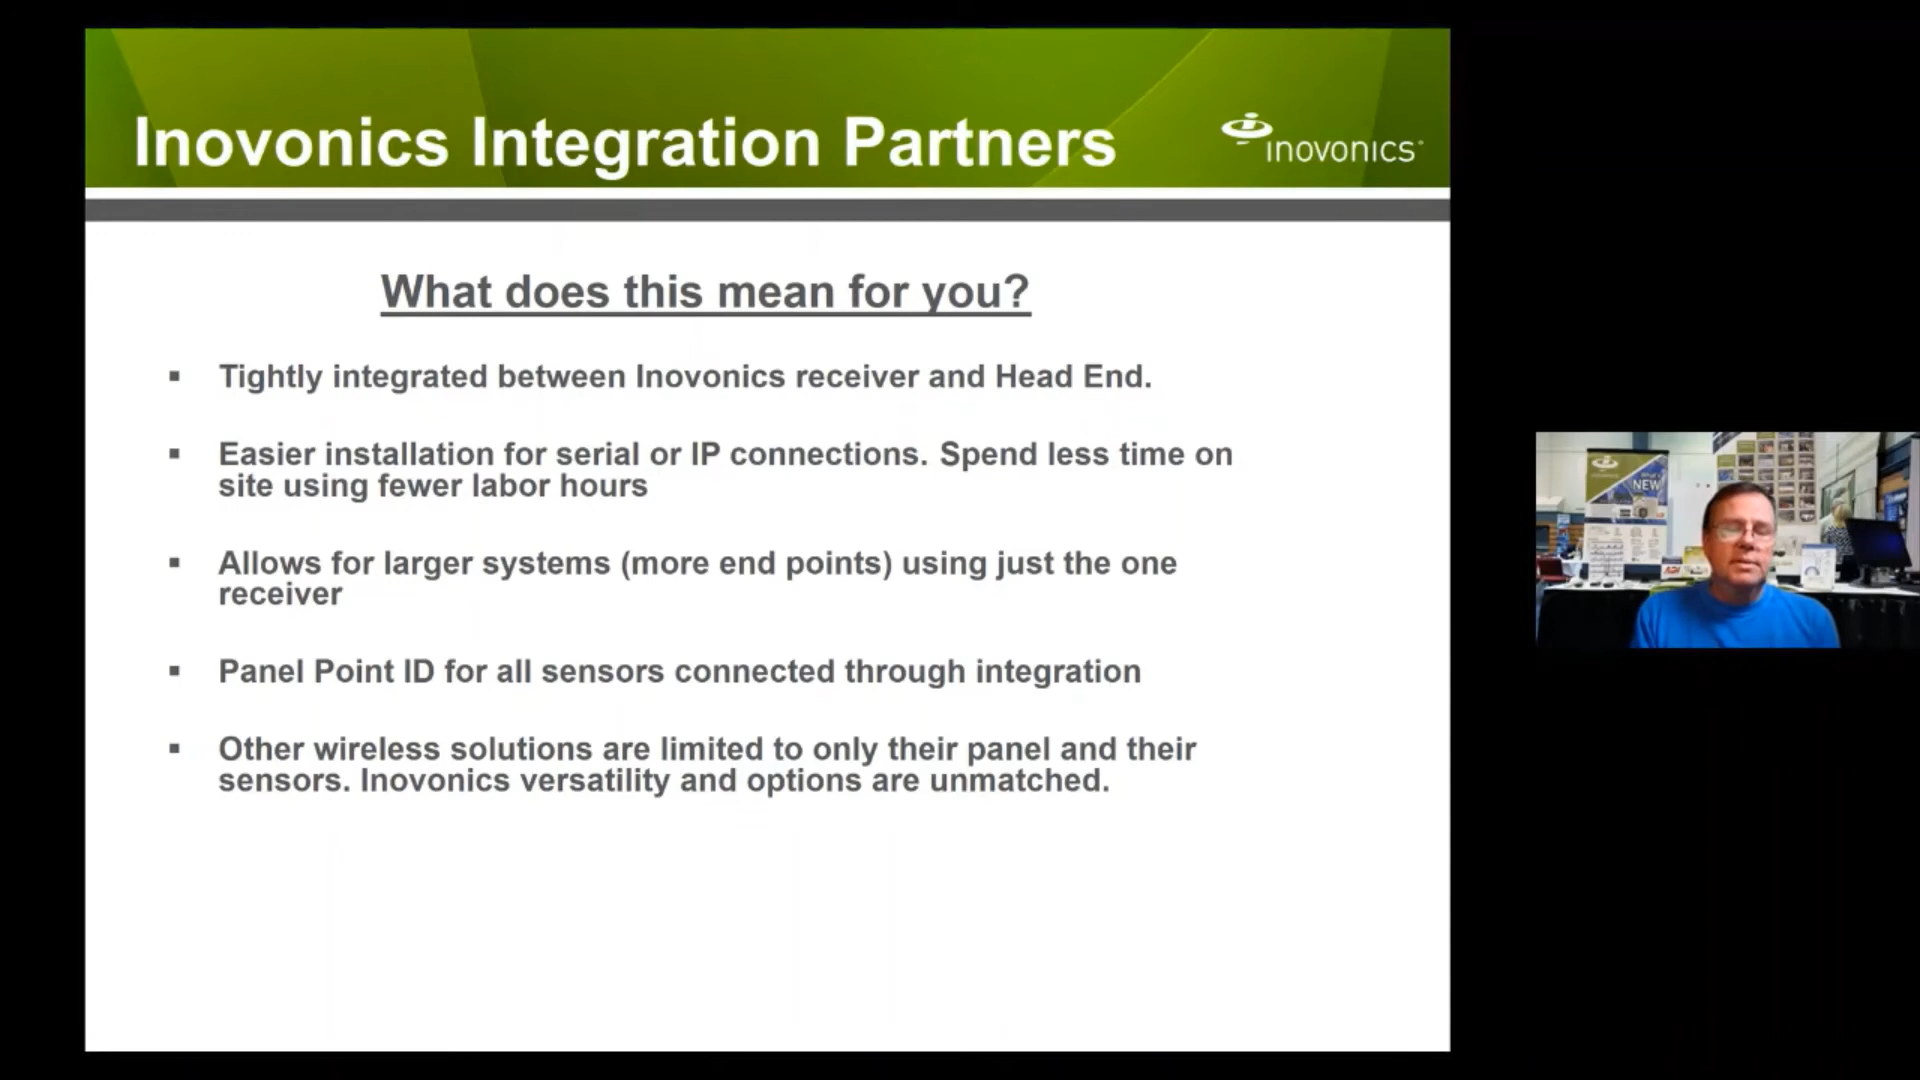 Inovonics Integration Partners
inovonics
What does this mean for you?
▪ Tightly integrated between Inovonics receiver and Head End.
▪ Easier installation for serial or IP connections. Spend less time on
site using fewer labor hours
▪ Allows for larger systems (more end points) using just the one
receiver
▪ Panel Point ID for all sensors connected through integration
▪ Other wireless solutions are limited to only their panel and their
sensors. Inovonics versatility and options are unmatched.
NEW